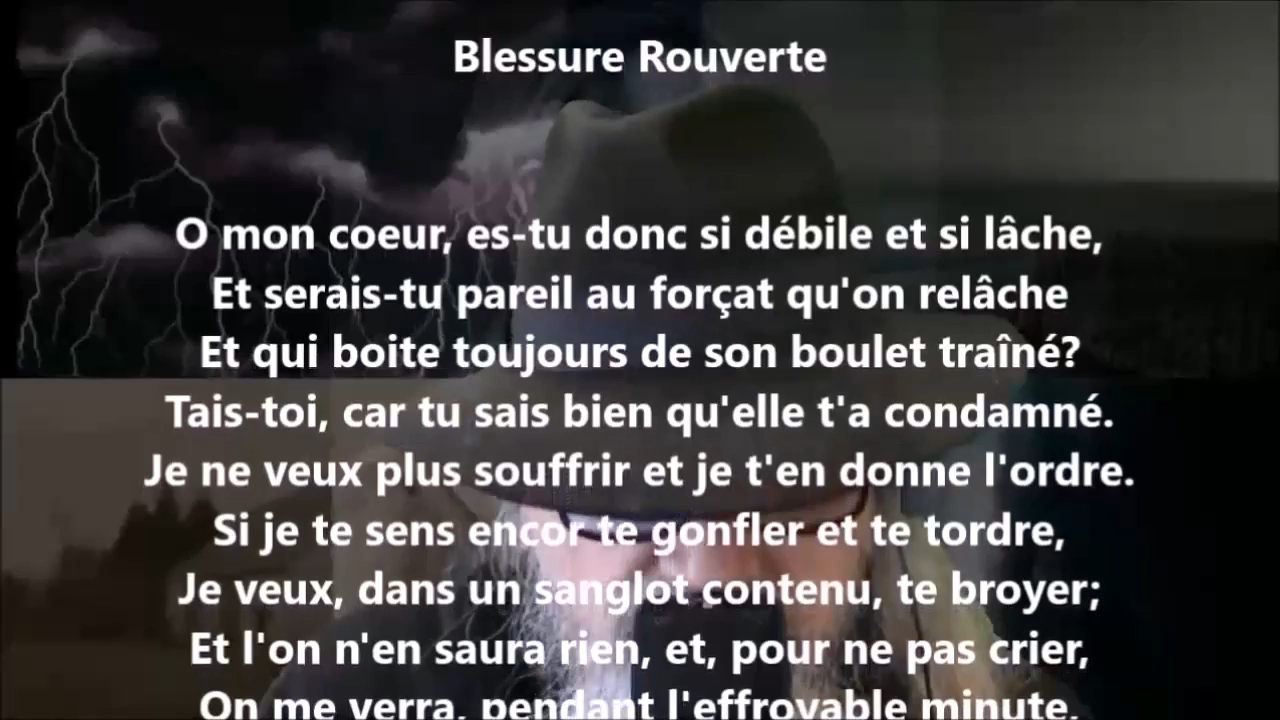 Blessure Rouverte
O mon coeur, es-tu donc si débile et si lâche,
Et serais-tu pareil au forçat qu'on relâche
Et qui boite toujours de son boulet traîné?
Tais-toi, car tu sais bien qu'elle t'a condamné.
Je ne veux plus souffrir et je t'en donne l'ordre.
Si je te sens encor te gonfler et te tordre,
Je veux, dans un sanglot contenu, te broyer;
Et l'on n'en saura rien, et, pour ne pas crier,
On me verra, pendant l'effroyable minute,